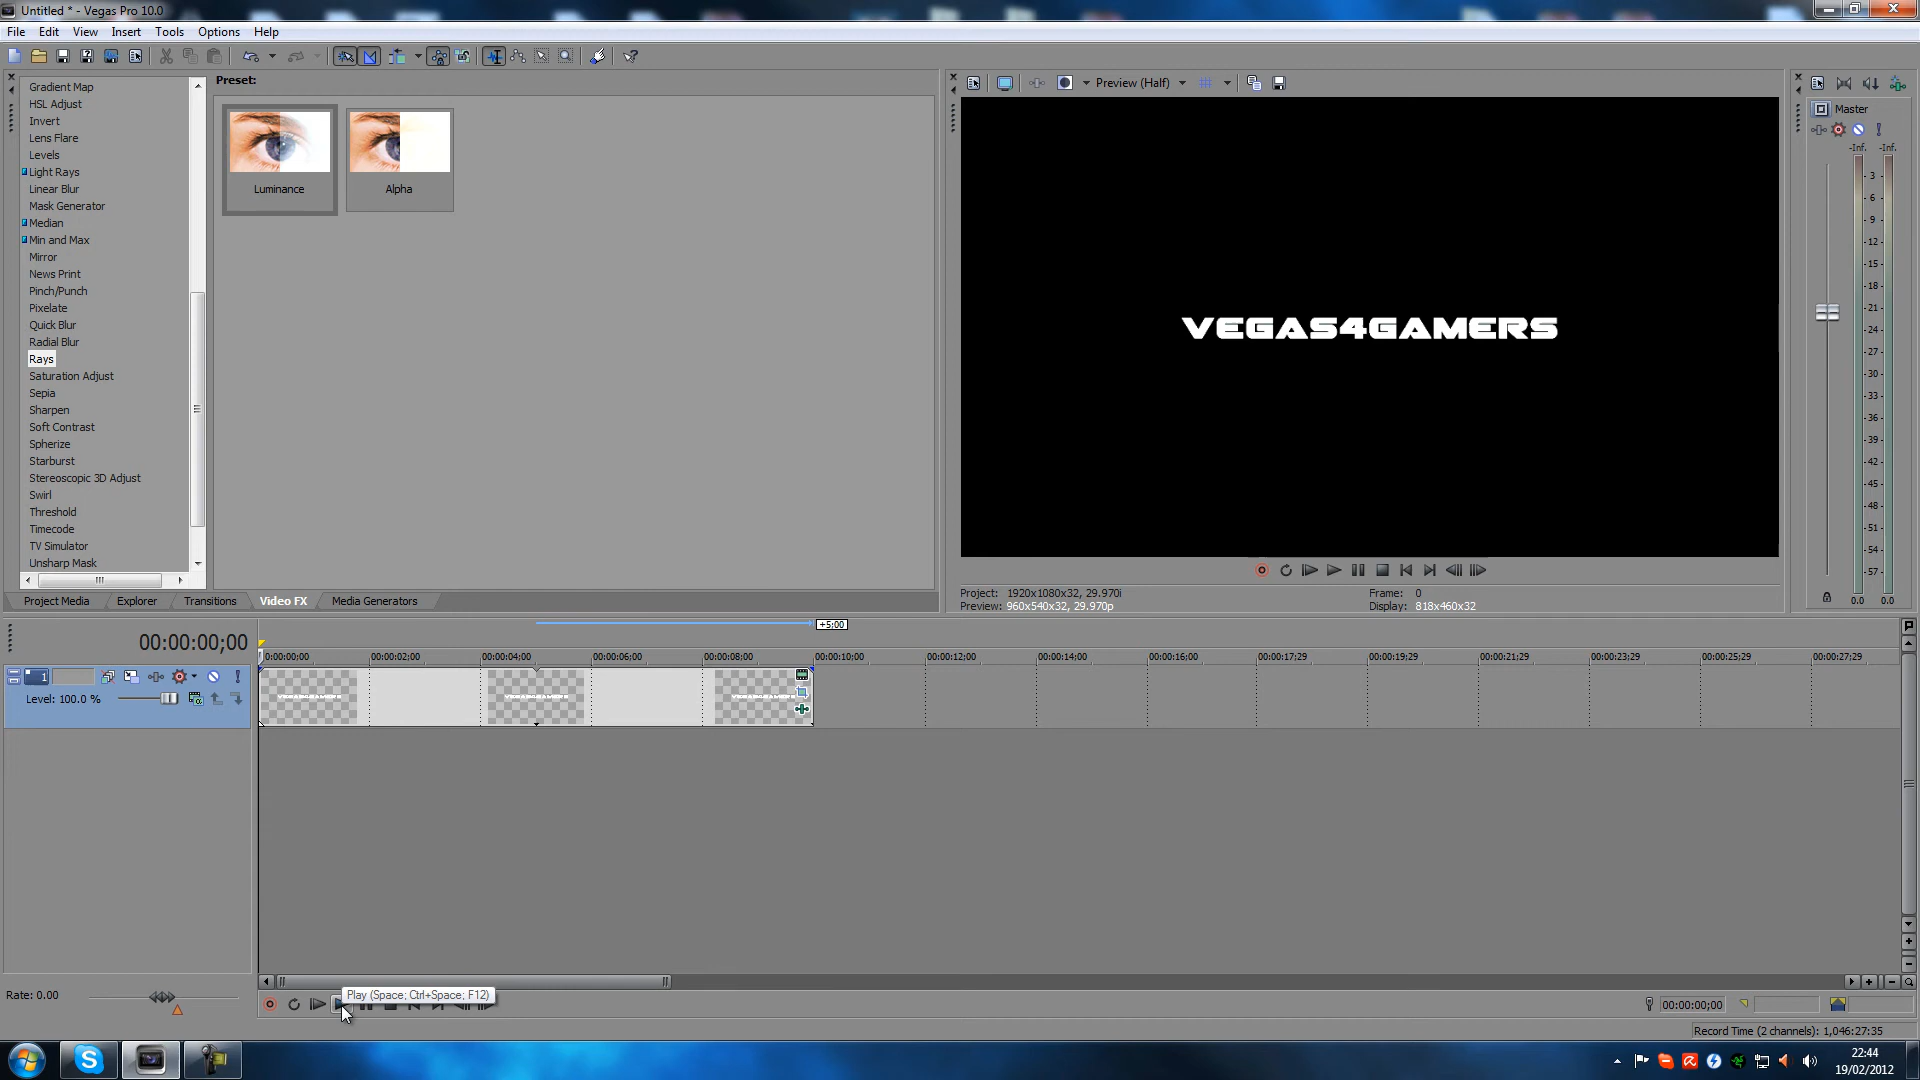 Untitled * - Vegas Pro 10.0
File Edit View Insert Tools Options Help
Gradient Map
HSL Adjust
Invert
Lens Flare
Levels
Light Rays
Linear Blur
Mask Generator
Median
Min and Max
Mirror
News Print
Pinch/Punch
Pixelate
Quick Blur
Radial Blur
Rays
Saturation Adjust
Sepia
Sharpen
Soft Contrast
Spherize
Starburst
Stereoscopic 3D Adjust
Swirl
Threshold
Timecode
TV Simulator
Unsharp Mask
Preset:
Luminance Alpha
Project Media Explorer Transitions Video FX Media Generators
Preview (Half)
VEGAS4GAMERS
Project: 1920x1080x32, 29.970i Frame: 0
Preview: 960x540x32, 29.970p Display: 818x460x32
Master
-Inf. -Inf.
3
6
9
12
15
18
21
24
27
30
33
36
39
42
45
48
51
54
57
0.0 0.0
00:00:00;00
+5:00
0:00:00;00 00:00:02;00 00:00:04;00 00:00:06;00 00:00:08;00 00:00:10;00 00:00:12;00 00:00:14;00 00:00:16;00 00:00:17;29 00:00:19;29 00:00:21;29 00:00:23;29 00:00:25;29 00:00:27;29
1
Level: 100.0 %
VEGAS4GAMERS VEGAS4GAMERS VEGAS4GAMERS
Rate: 0.00
Play (Space; Ctrl+Space; F12)
00:00:00;00
Record Time (2 channels): 1,046:27:35
22:44
19/02/2012